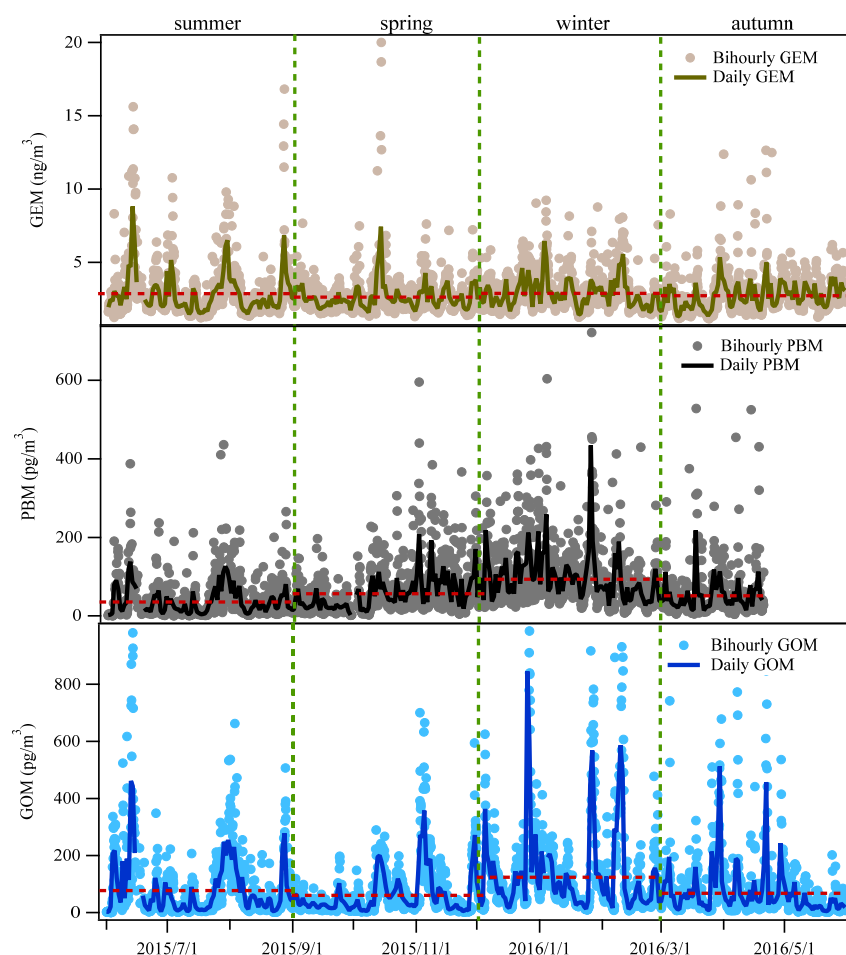 summer spring winter autumn
20
15
10
5
GEM (ng/m³)
Bihourly GEM
Daily GEM
600
400
200
0
PBM (pg/m³)
Bihourly PBM
Daily PBM
800
600
400
200
0
GOM (pg/m³)
Bihourly GOM
Daily GOM
2015/7/1 2015/9/1 2015/11/1 2016/1/1 2016/3/1 2016/5/1